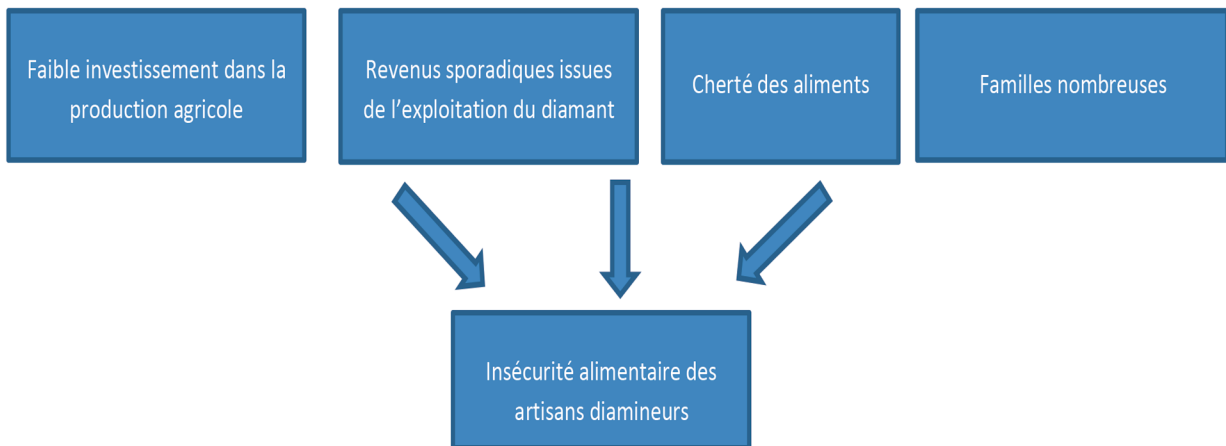 Faible investissement dans la
production agricole
Revenus sporadiques issues
de l'exploitation du diamant
Cherté des aliments
Familles nombreuses
Insécurité alimentaire des
artisans diamineurs